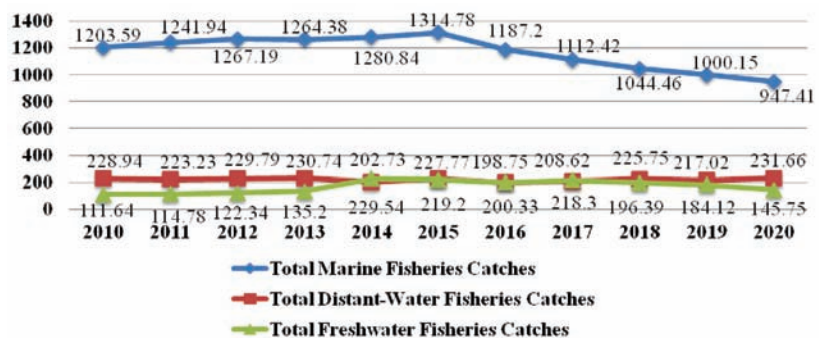 1400
1200
1000
800
600
400
200
0
1203.59 1241.94 1267.19 1264.38 1280.84 1314.78 1187.2 1112.42 1044.46 1000.15 947.41
228.94 223.23 229.79 230.74 202.73 227.77 198.75 208.62 225.75 217.02 231.66
111.64 114.78 122.34 135.2 229.54 219.2 200.33 218.3 196.39 184.12 145.75
2010 2011 2012 2013 2014 2015 2016 2017 2018 2019 2020
Total Marine Fisheries Catches
Total Distant-Water Fisheries Catches
Total Freshwater Fisheries Catches